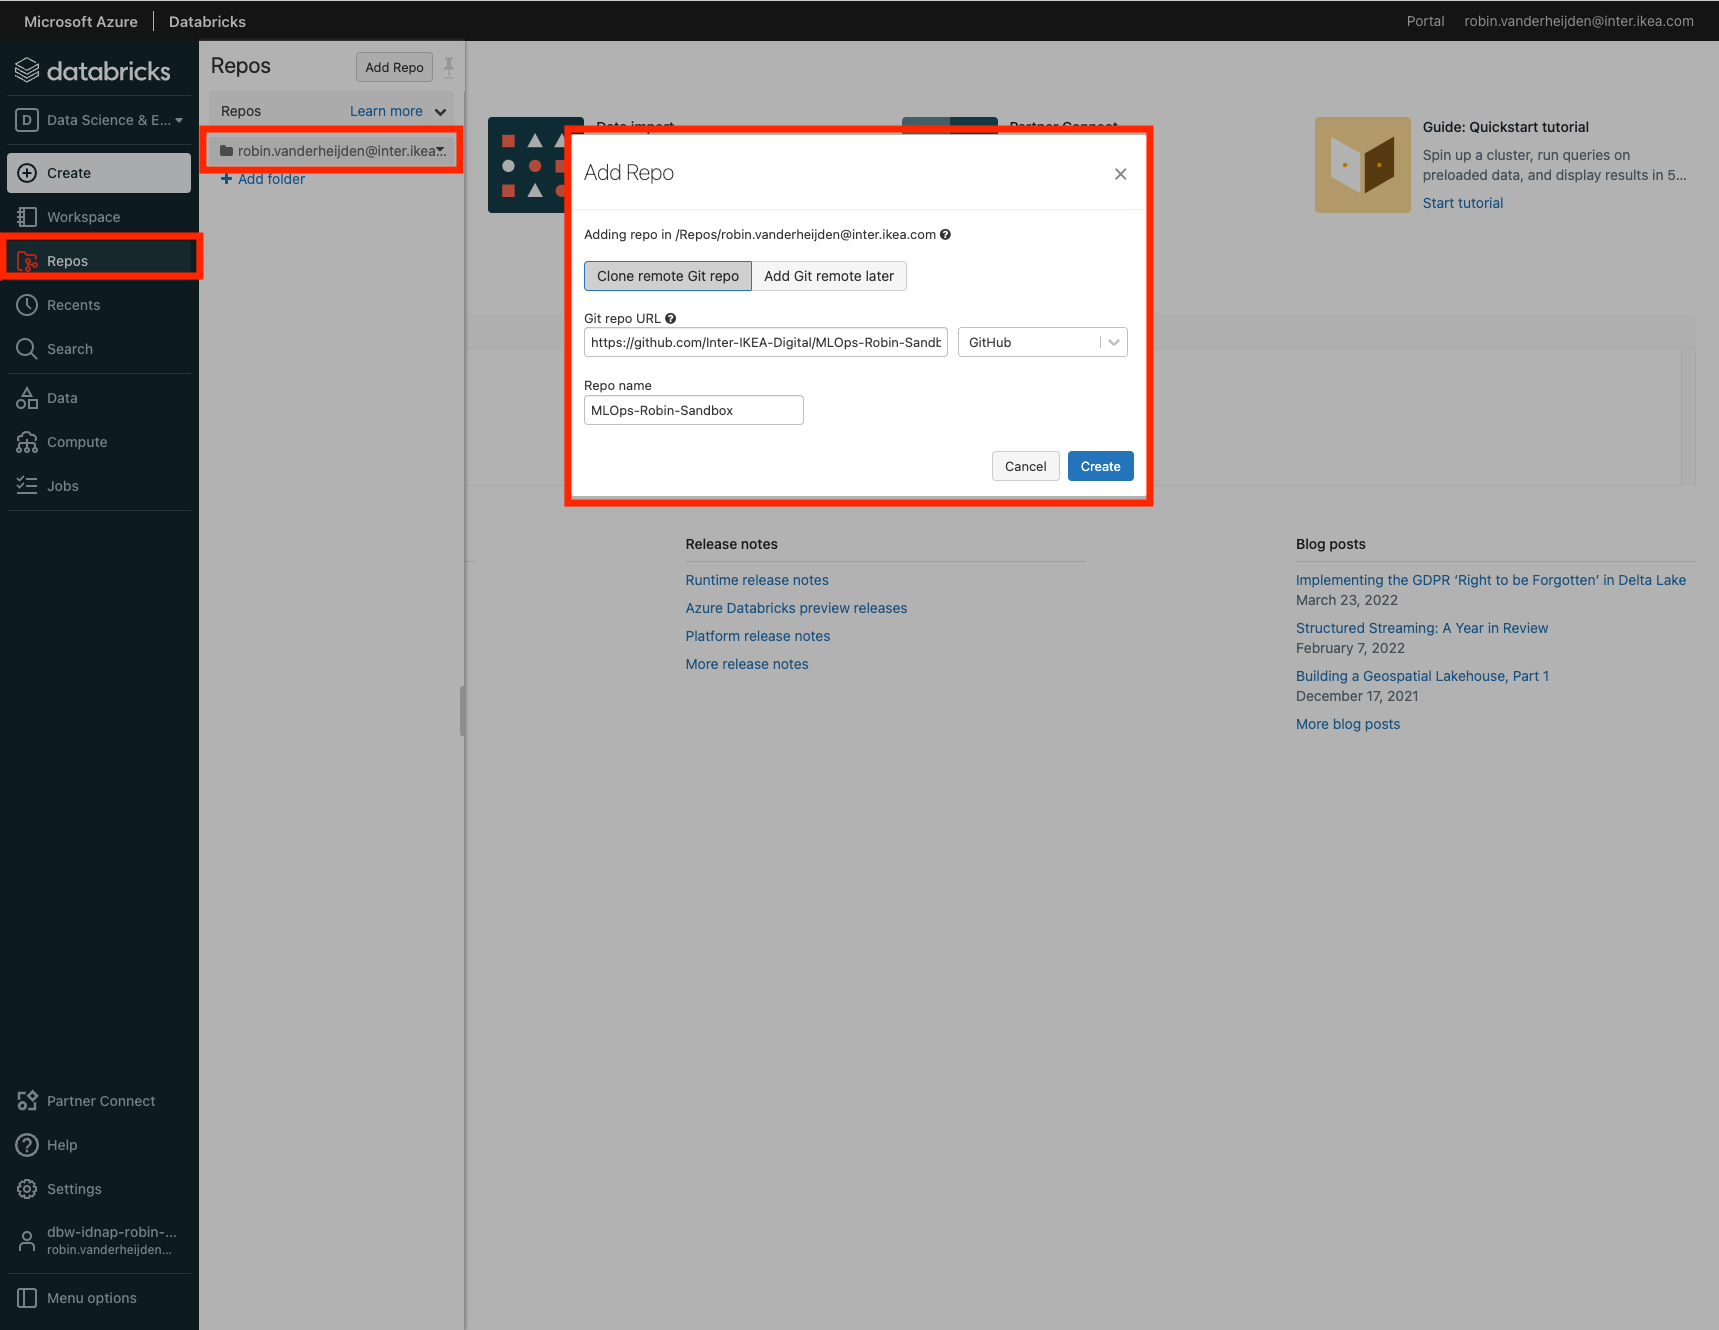 Microsoft Azure Databricks Portal robin.vanderheijden@inter.ikea.com
databricks
Data Science & E...
Create
Workspace
Repos
Recents
Search
Data
Compute
Jobs
Partner Connect
Help
Settings
dbw-idnap-robin-...
robin.vanderheijden...
Menu options
Repos Add Repo
Repos Learn more
robin.vanderheijden@inter.ikea...
+ Add folder
Data import
Partner Connect
Guide: Quickstart tutorial
Spin up a cluster, run queries on
preloaded data, and display results in 5...
Start tutorial
Add Repo
Adding repo in /Repos/robin.vanderheijden@inter.ikea.com
Clone remote Git repo Add Git remote later
Git repo URL
https://github.com/Inter-IKEA-Digital/MLOps-Robin-Sandb GitHub
Repo name
MLOps-Robin-Sandbox
Cancel Create
Release notes
Runtime release notes
Azure Databricks preview releases
Platform release notes
More release notes
Blog posts
Implementing the GDPR ‘Right to be Forgotten’ in Delta Lake
March 23, 2022
Structured Streaming: A Year in Review
February 7, 2022
Building a Geospatial Lakehouse, Part 1
December 17, 2021
More blog posts